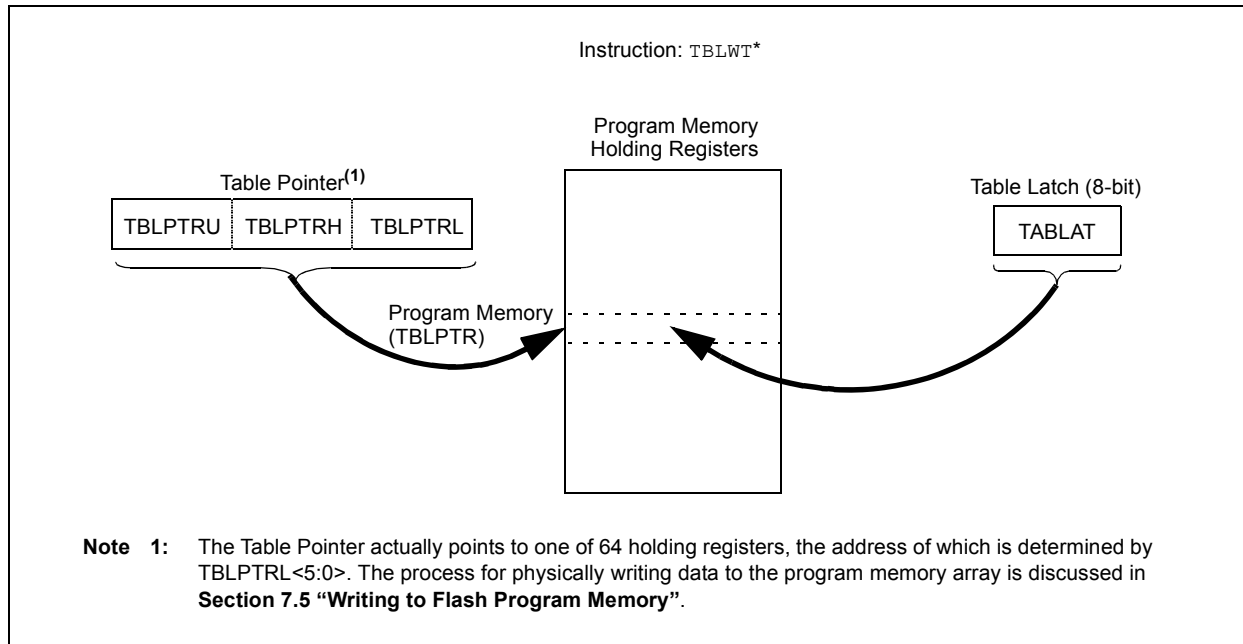 Instruction: TBLWT*
Program Memory
Holding Registers
Table Pointer(1)
Table Latch (8-bit)
TBLPTRU TBLPTRH TBLPTRL
TABLAT
Program Memory
(TBLPTR)
Note 1: The Table Pointer actually points to one of 64 holding registers, the address of which is determined by
TBLPTRL<5:0>. The process for physically writing data to the program memory array is discussed in
Section 7.5 “Writing to Flash Program Memory”.